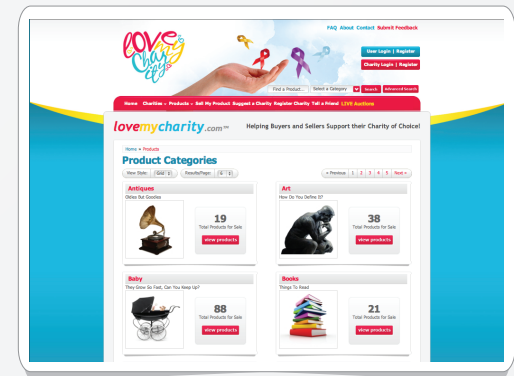 FAQ About Contact Submit Feedback
love my Charity
User Login | Register
Charity Login | Register
Find a Product... Select a Category Search Advanced Search
Home Charities Products Sell My Product Suggest a Charity Register Charity Tell a Friend LIVE Auctions
lovemycharity.com℠ Helping Buyers and Sellers Support their Charity of Choice!
Home » Products
Product Categories
View Style: Grid Results/Page: 6 « Previous 1 2 3 4 5 Next »
Antiques
Oldies But Goodies
19
Total Products for Sale
view products
Art
How Do You Define It?
38
Total Products for Sale
view products
Baby
They Grow So Fast, Can You Keep Up?
88
Total Products for Sale
view products
Books
Things To Read
21
Total Products for Sale
view products